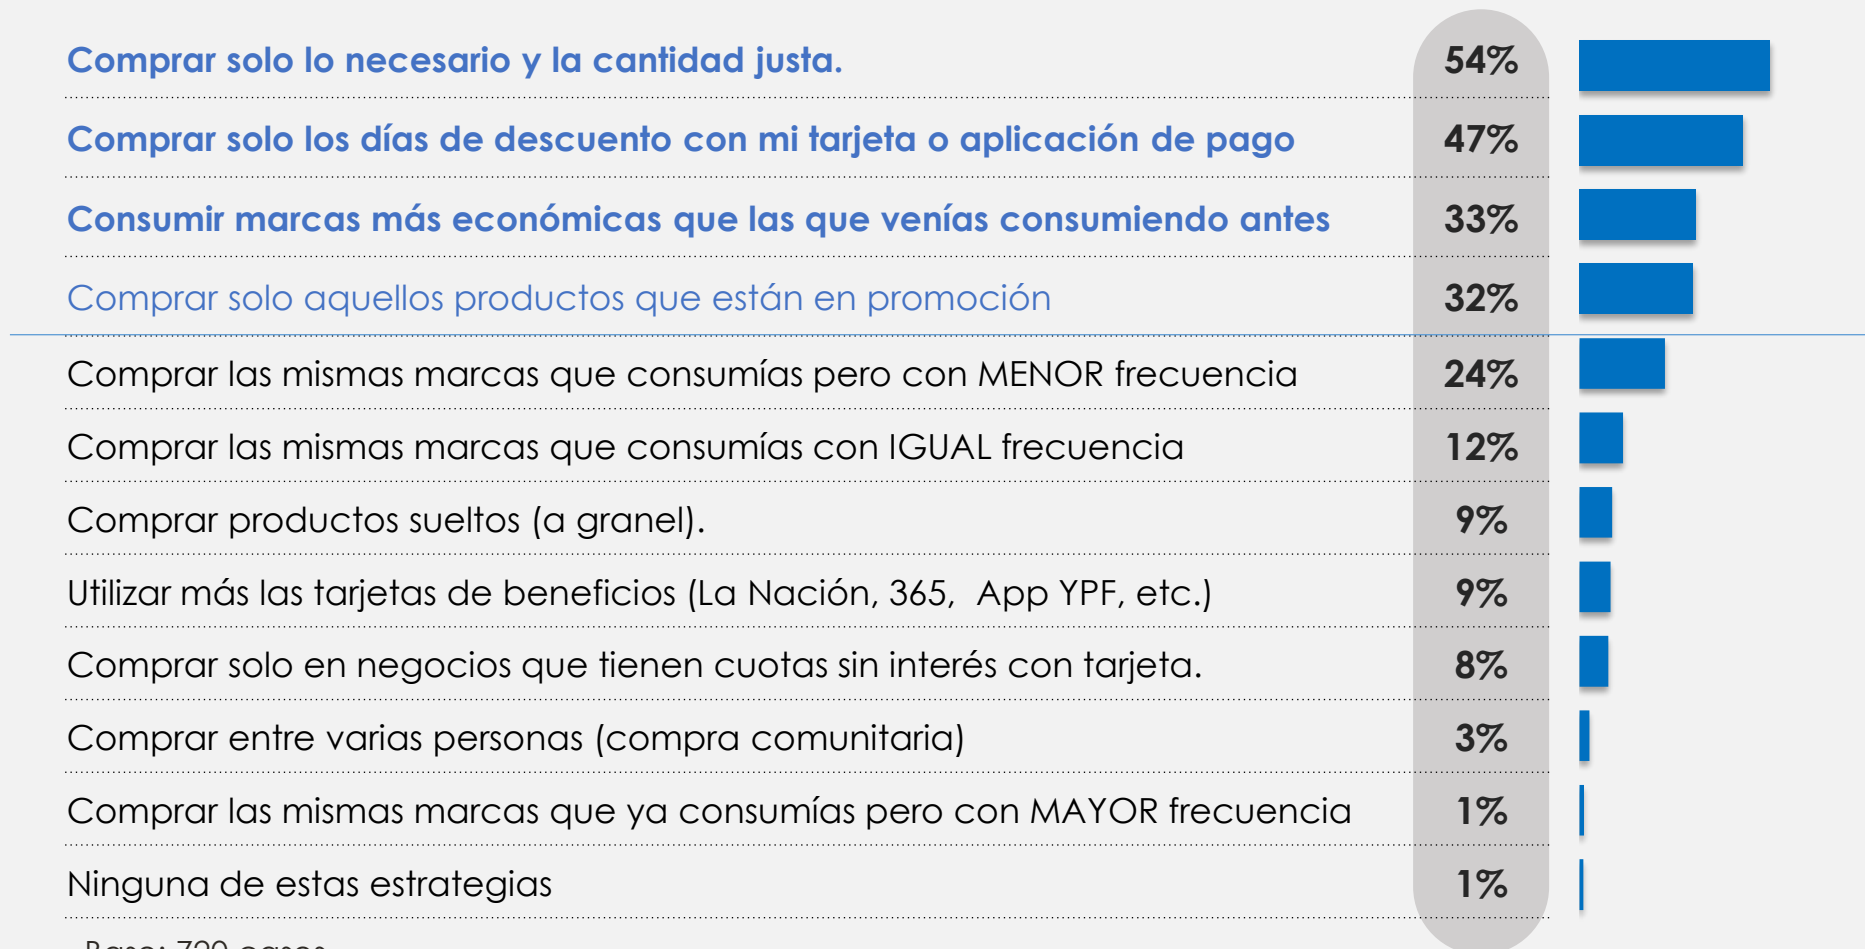 Comprar solo lo necesario y la cantidad justa. 54%
Comprar solo los días de descuento con mi tarjeta o aplicación de pago 47%
Consumir marcas más económicas que las que venías consumiendo antes 33%
Comprar solo aquellos productos que están en promoción 32%
Comprar las mismas marcas que consumías pero con MENOR frecuencia 24%
Comprar las mismas marcas que consumías con IGUAL frecuencia 12%
Comprar productos sueltos (a granel). 9%
Utilizar más las tarjetas de beneficios (La Nación, 365, App YPF, etc.) 9%
Comprar solo en negocios que tienen cuotas sin interés con tarjeta. 8%
Comprar entre varias personas (compra comunitaria) 3%
Comprar las mismas marcas que ya consumías pero con MAYOR frecuencia 1%
Ninguna de estas estrategias 1%